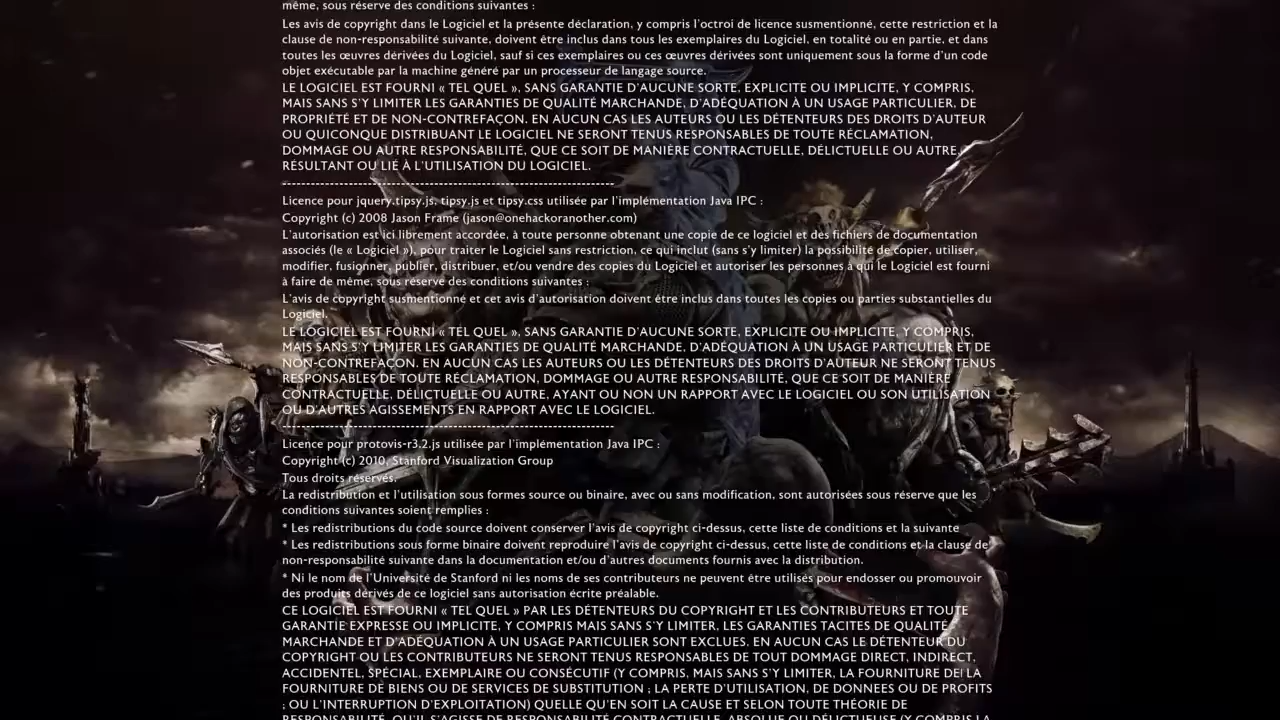 même, sous réserve des conditions suivantes :
Les avis de copyright dans le Logiciel et la présente déclaration, y compris l'octroi de licence susmentionné, cette restriction et la
clause de non-responsabilité suivante, doivent être inclus dans tous les exemplaires du Logiciel, en totalité ou en partie, et dans
toutes les œuvres dérivées du Logiciel, sauf si ces exemplaires ou ces œuvres dérivées sont uniquement sous la forme d'un code
objet exécutable par la machine généré par un processeur de langage source.
LE LOGICIEL EST FOURNI « TEL QUEL », SANS GARANTIE D'AUCUNE SORTE, EXPLICITE OU IMPLICITE, Y COMPRIS,
MAIS SANS S'Y LIMITER LES GARANTIES DE QUALITÉ MARCHANDE, D'ADÉQUATION À UN USAGE PARTICULIER, DE
PROPRIÉTÉ ET DE NON-CONTREFAÇON. EN AUCUN CAS LES AUTEURS OU LES DÉTENTEURS DES DROITS D'AUTEUR
OU QUICONQUE DISTRIBUANT LE LOGICIEL NE SERONT TENUS RESPONSABLES DE TOUTE RÉCLAMATION,
DOMMAGE OU AUTRE RESPONSABILITÉ, QUE CE SOIT DE MANIÈRE CONTRACTUELLE, DÉLICTUELLE OU AUTRE,
RÉSULTANT OU LIÉ À L'UTILISATION DU LOGICIEL.
------------------------------------------------------------------------
Licence pour jquery.tipsy.js, tipsy.js et tipsy.css utilisée par l'implémentation Java IPC :
Copyright (c) 2008 Jason Frame (jason@onehackoranother.com)
L'autorisation est ici librement accordée, à toute personne obtenant une copie de ce logiciel et des fichiers de documentation
associés (le « Logiciel »), pour traiter le Logiciel sans restriction, ce qui inclut (sans s'y limiter) la possibilité de copier, utiliser,
modifier, fusionner, publier, distribuer, et/ou vendre des copies du Logiciel et autoriser les personnes à qui le Logiciel est fourni
à faire de même, sous réserve des conditions suivantes :
L'avis de copyright susmentionné et cet avis d'autorisation doivent être inclus dans toutes les copies ou parties substantielles du
Logiciel.
LE LOGICIEL EST FOURNI « TEL QUEL », SANS GARANTIE D'AUCUNE SORTE, EXPLICITE OU IMPLICITE, Y COMPRIS,
MAIS SANS S'Y LIMITER LES GARANTIES DE QUALITÉ MARCHANDE, D'ADÉQUATION À UN USAGE PARTICULIER ET DE
NON-CONTREFAÇON. EN AUCUN CAS LES AUTEURS OU LES DÉTENTEURS DES DROITS D'AUTEUR NE SERONT TENUS
RESPONSABLES DE TOUTE RÉCLAMATION, DOMMAGE OU AUTRE RESPONSABILITÉ, QUE CE SOIT DE MANIÈRE
CONTRACTUELLE, DÉLICTUELLE OU AUTRE, AYANT OU NON UN RAPPORT AVEC LE LOGICIEL OU SON UTILISATION
OU D'AUTRES AGISSEMENTS EN RAPPORT AVEC LE LOGICIEL.
------------------------------------------------------------------------
Licence pour protovis-r3.2.js utilisée par l'implémentation Java IPC :
Copyright (c) 2010, Stanford Visualization Group
Tous droits réservés.
La redistribution et l'utilisation sous formes source ou binaire, avec ou sans modification, sont autorisées sous réserve que les
conditions suivantes soient remplies :
* Les redistributions du code source doivent conserver l'avis de copyright ci-dessus, cette liste de conditions et la suivante
* Les redistributions sous forme binaire doivent reproduire l'avis de copyright ci-dessus, cette liste de conditions et la clause de
non-responsabilité suivante dans la documentation et/ou d'autres documents fournis avec la distribution.
* Ni le nom de l'Université de Stanford ni les noms de ses contributeurs ne peuvent être utilisés pour endosser ou promouvoir
des produits dérivés de ce logiciel sans autorisation écrite préalable.
CE LOGICIEL EST FOURNI « TEL QUEL » PAR LES DÉTENTEURS DU COPYRIGHT ET LES CONTRIBUTEURS ET TOUTE
GARANTIE EXPRESSE OU IMPLICITE, Y COMPRIS MAIS SANS S'Y LIMITER, LES GARANTIES TACITES DE QUALITÉ
MARCHANDE ET D'ADEQUATION À UN USAGE PARTICULIER SONT EXCLUES. EN AUCUN CAS LE DÉTENTEUR DU
COPYRIGHT OU LES CONTRIBUTEURS NE SERONT TENUS RESPONSABLES DE TOUT DOMMAGE DIRECT, INDIRECT,
ACCIDENTEL, SPÉCIAL, EXEMPLAIRE OU CONSÉCUTIF (Y COMPRIS, MAIS SANS S'Y LIMITER, LA FOURNITURE DE LA
FOURNITURE DE BIENS OU DE SERVICES DE SUBSTITUTION ; LA PERTE D'UTILISATION, DE DONNEES OU DE PROFITS
; OU L'INTERRUPTION D'EXPLOITATION) QUELLE QU'EN SOIT LA CAUSE ET SELON TOUTE THÉORIE DE
RESPONSABILITÉ, QU'IL S'AGISSE DE RESPONSABILITÉ CONTRACTUELLE, ABSOLUE OU DÉLICTUEUSE (Y COMPRIS LA